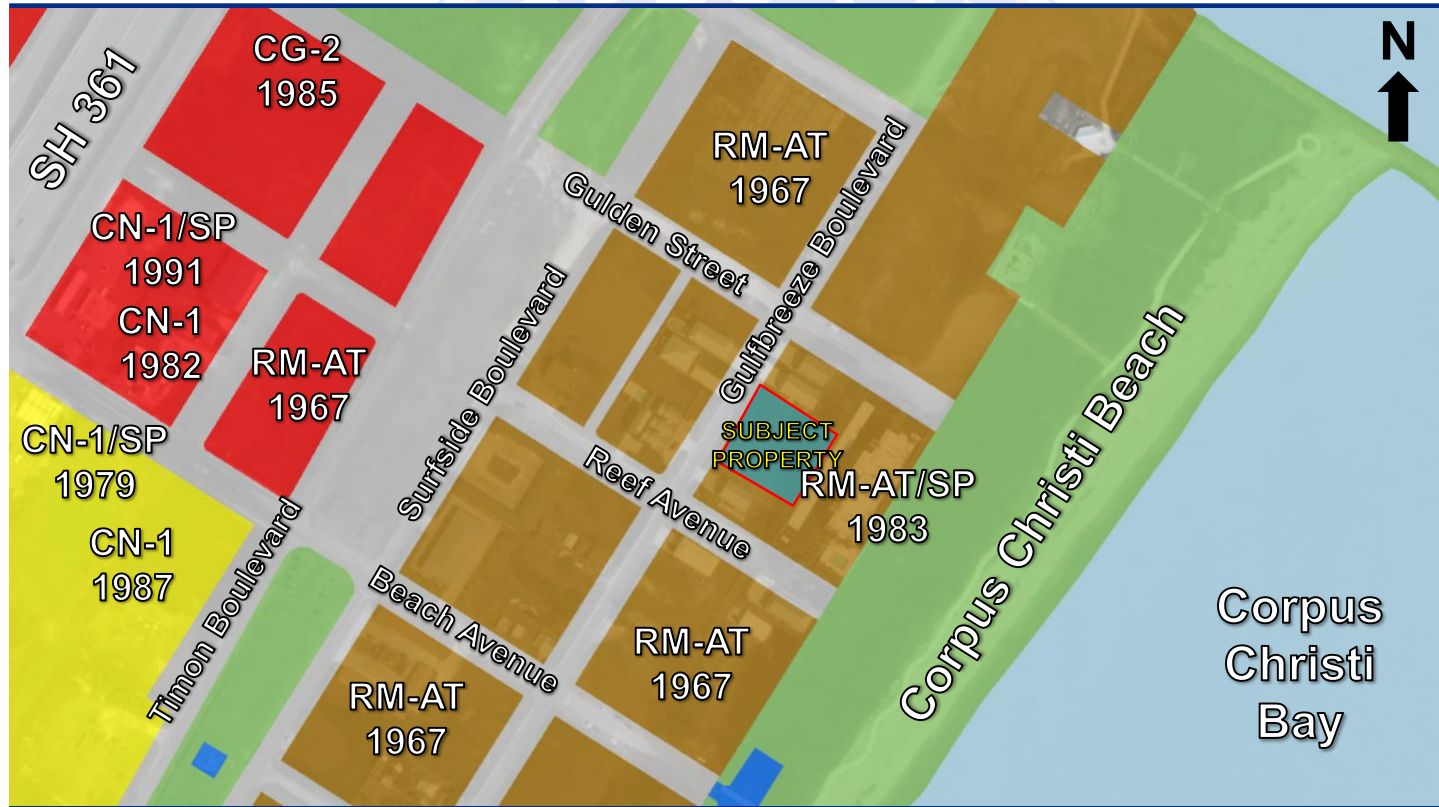 N
SH 361
CG-2
1985
CN-1/SP
1991
CN-1
1982
RM-AT
1967
RM-AT
1967
Gulden Street
Gulfbreeze Boulevard
Surfside Boulevard
SUBJECT
PROPERTY
RM-AT/SP
1983
Reef Avenue
CN-1/SP
1979
CN-1
1987
Timon Boulevard
Beach Avenue
RM-AT
1967
RM-AT
1967
Corpus Christi Beach
Corpus
Christi
Bay